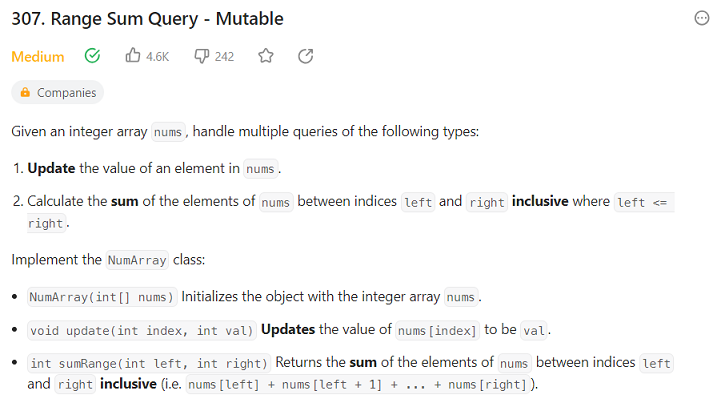 307. Range Sum Query - Mutable
Medium 4.6K 242
Companies
Given an integer array nums, handle multiple queries of the following types:
1. Update the value of an element in nums.
2. Calculate the sum of the elements of nums between indices left and right inclusive where left <=
right.
Implement the NumArray class:
• NumArray(int[] nums) Initializes the object with the integer array nums.
• void update(int index, int val) Updates the value of nums[index] to be val.
• int sumRange(int left, int right) Returns the sum of the elements of nums between indices left
and right inclusive (i.e. nums[left] + nums[left + 1] + ... + nums[right]).